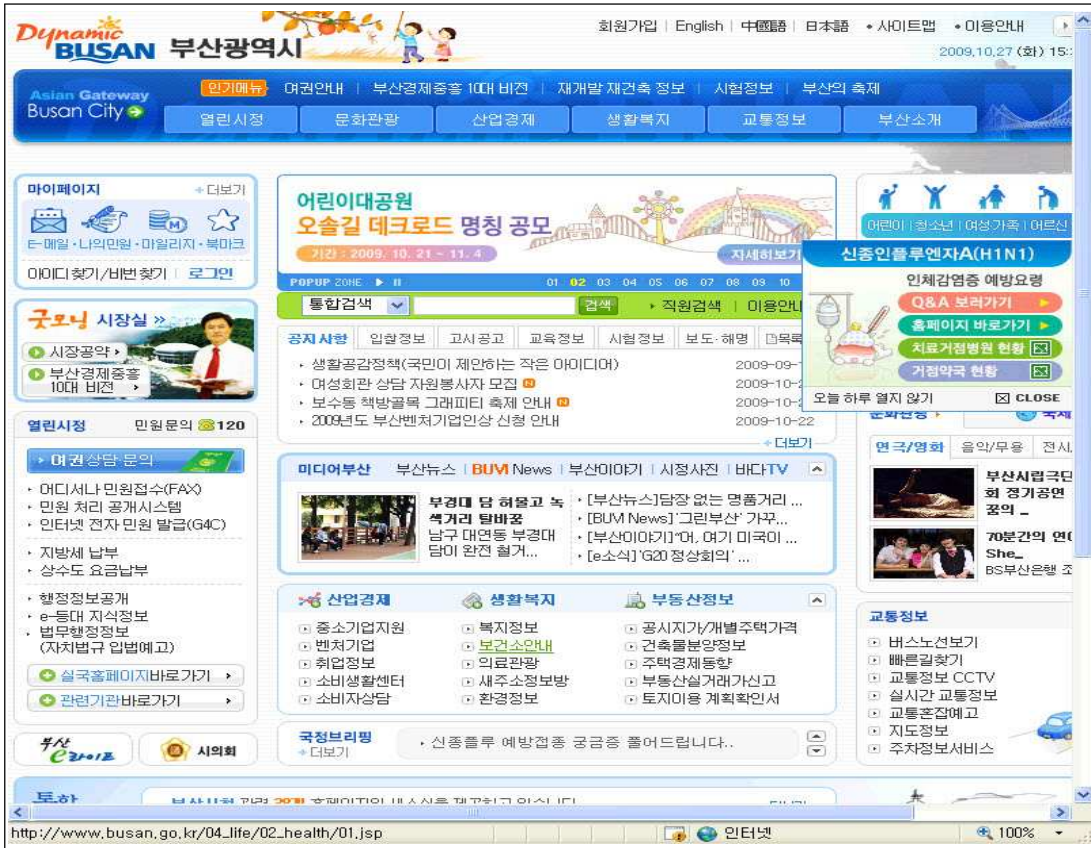 Dynamic
BUSAN 부산광역시
회원가입 | English | 中國語 | 日本語 • 사이트맵 • 이용안내
2009.10.27 (화) 15:
Asian Gateway
Busan City
인기메뉴 여권안내 | 부산경제중흥 10대 비전 | 재개발 재건축 정보 | 시험정보 | 부산의 축제
열린시정 문화관광 산업경제 생활복지 교통정보 부산소개
마이페이지 +더보기
E-메일·나의민원·마일리지·북마크
아이디찾기/비번찾기 | 로그인
굿모닝 시장실 »
시장공약
부산경제중흥
10대 비전
열린시정 민원문의 120
여권상담·문의
어디서나 민원접수(FAX)
민원 처리 공개시스템
인터넷 전자민원 발급(G4C)
지방세 납부
상수도 요금납부
행정정보공개
e-등대 지식정보
법무행정정보
(자치법규 입법예고)
실국홈페이지바로가기
관련기관바로가기
부산 e라이프 시의회
어린이대공원
오솔길 데크로드 명칭 공모
기간 : 2009. 10. 21 - 11. 4
자세히보기
POPUP ZONE 01 02 03 04 05 06 07 08 09 10
통합검색 검색 직원검색 | 이용안내
공지사항 입찰정보 고시공고 교육정보 시험정보 보도·해명 목록
생활공감정책(국민이 제안하는 작은 아이디어) 2009-09-
여성회관 상담 자원봉사자 모집 2009-10-2
보수동 책방골목 그래피티 축제 안내 2009-10-2
2009년도 부산벤처기업인상 신청 안내 2009-10-22
+더보기
미디어부산 부산뉴스 | BUVI News | 부산이야기 | 시정사진 | 바다TV
부경대 담 허물고 녹
색거리 탈바꿈
남구 대연동 부경대
담이 완전 철거...
[부산뉴스]담장 없는 명품거리 ...
[BUVI News]'그린부산' 가꾸...
[부산이야기]"어, 여기 미국이 ...
[e소식]'G20 정상회의' ...
산업경제
중소기업지원
벤처기업
취업정보
소비생활센터
소비자상담
생활복지
복지정보
보건소안내
의료관광
새주소정보방
환경정보
부동산정보
공시지가/개별주택가격
건축물분양정보
주택경제동향
부동산실거래가신고
토지이용 계획확인서
국정브리핑
+더보기
신종플루 예방접종 궁금증 풀어드립니다..
어린이 | 청소년 | 여성가족 | 어르신
신종인플루엔자A(H1N1)
인체감염증 예방요령
Q&A 보러가기
홈페이지 바로가기
치료거점병원 현황
거점약국 현황
오늘 하루 열지 않기 CLOSE
문화관광
연극/영화 음악/무용 전시
부산시립극단
회 정기공연
꿈의 _
70분간의 연
She_
BS부산은행 조
교통정보
버스노선보기
빠른길찾기
교통정보 CCTV
실시간 교통정보
교통혼잡예고
지도정보
주차정보서비스
http://www.busan.go.kr/04_life/02_health/01.jsp 인터넷 100%